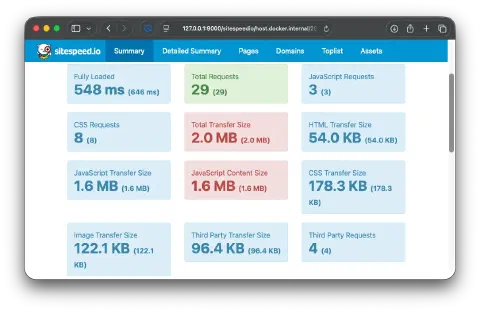 127.0.0.1:9000/sitespeedio/host.docker.internal/20
sitespeed.io Summary Detailed Summary Pages Domains Toplist Assets
Fully Loaded
548 ms (646 ms)
Total Requests
29 (29)
JavaScript Requests
3 (3)
CSS Requests
8 (8)
Total Transfer Size
2.0 MB (2.0 MB)
HTML Transfer Size
54.0 KB (54.0 KB)
JavaScript Transfer Size
1.6 MB (1.6 MB)
JavaScript Content Size
1.6 MB (1.6 MB)
CSS Transfer Size
178.3 KB (178.3
KB)
Image Transfer Size
122.1 KB (122.1
KB)
Third Party Transfer Size
96.4 KB (96.4 KB)
Third Party Requests
4 (4)